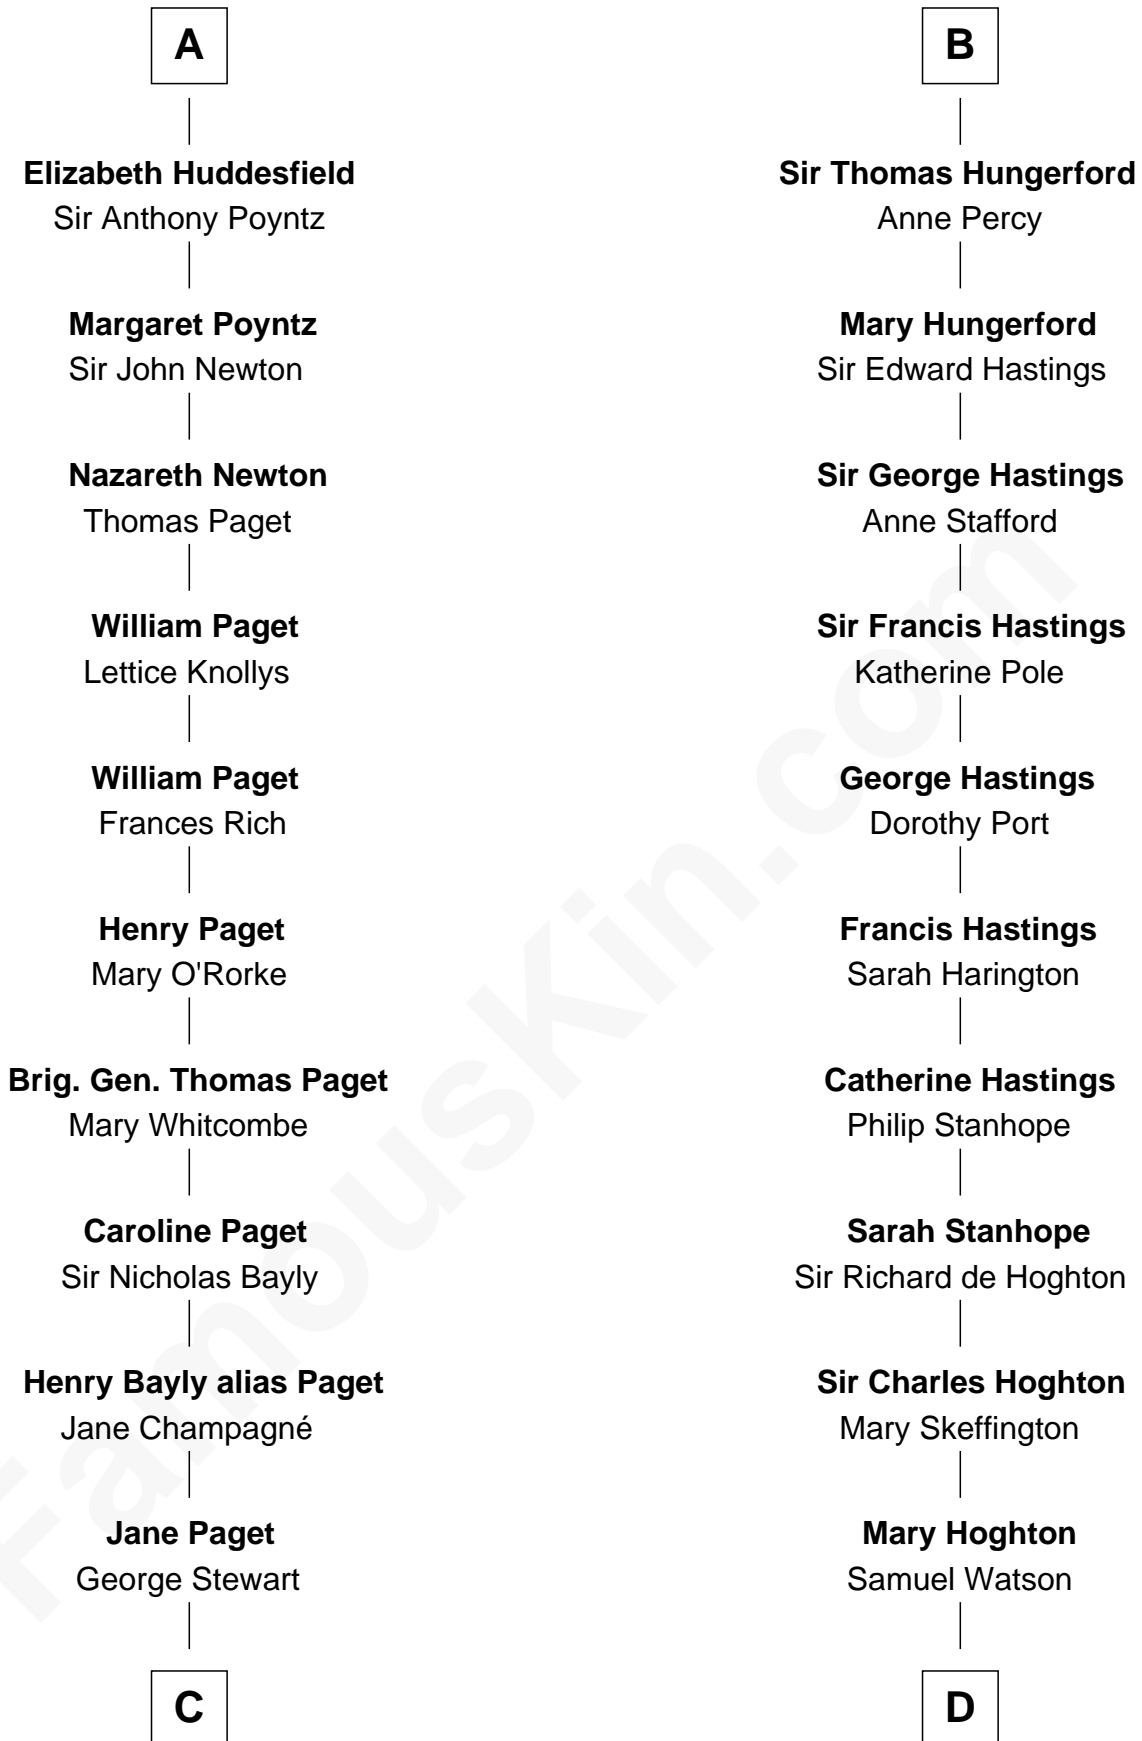 A
Elizabeth Huddesfield
Sir Anthony Poyntz
Margaret Poyntz
Sir John Newton
Nazareth Newton
Thomas Paget
William Paget
Lettice Knollys
William Paget
Frances Rich
Henry Paget
Mary O'Rorke
Brig. Gen. Thomas Paget
Mary Whitcombe
Caroline Paget
Sir Nicholas Bayly
Henry Bayly alias Paget
Jane Champagné
Jane Paget
George Stewart
C
B
Sir Thomas Hungerford
Anne Percy
Mary Hungerford
Sir Edward Hastings
Sir George Hastings
Anne Stafford
Sir Francis Hastings
Katherine Pole
George Hastings
Dorothy Port
Francis Hastings
Sarah Harington
Catherine Hastings
Philip Stanhope
Sarah Stanhope
Sir Richard de Hoghton
Sir Charles Hoghton
Mary Skeffington
Mary Hoghton
Samuel Watson
D
FamousKin.com